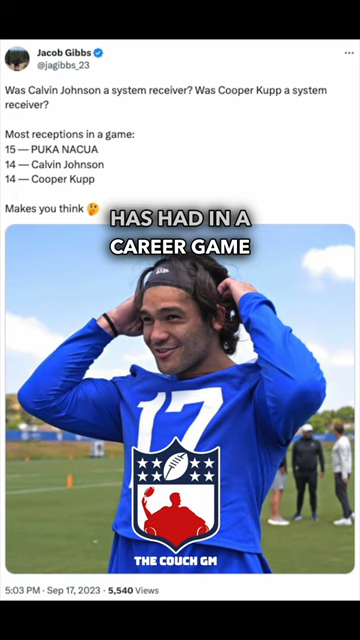 Jacob Gibbs
@jagibbs_23
Was Calvin Johnson a system receiver? Was Cooper Kupp a system
receiver?
Most receptions in a game:
15 — PUKA NACUA
14 — Calvin Johnson
14 — Cooper Kupp
Makes you think 🤔
HAS HAD IN A
CAREER GAME
17
THE COUCH GM
5:03 PM · Sep 17, 2023 · 5,540 Views